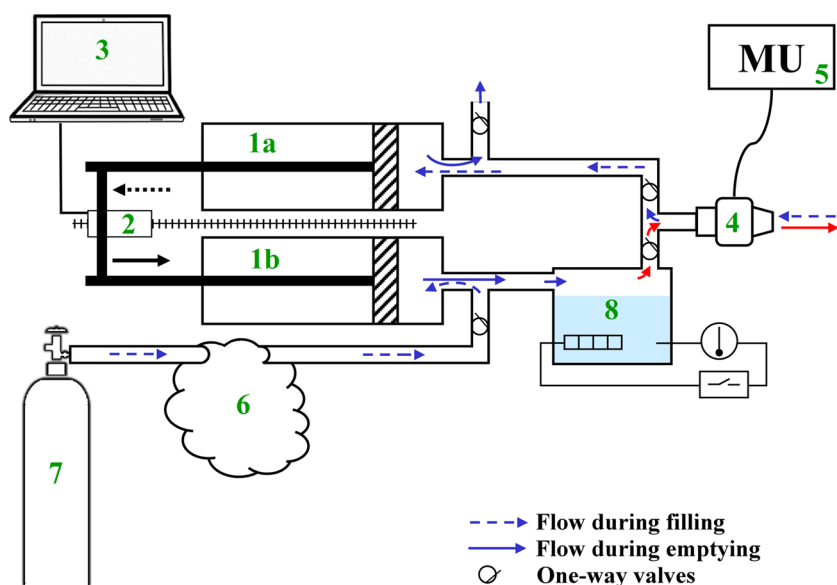 3
MU
5
1a
2
4
1b
8
6
7
Flow during filling
Flow during emptying
One-way valves